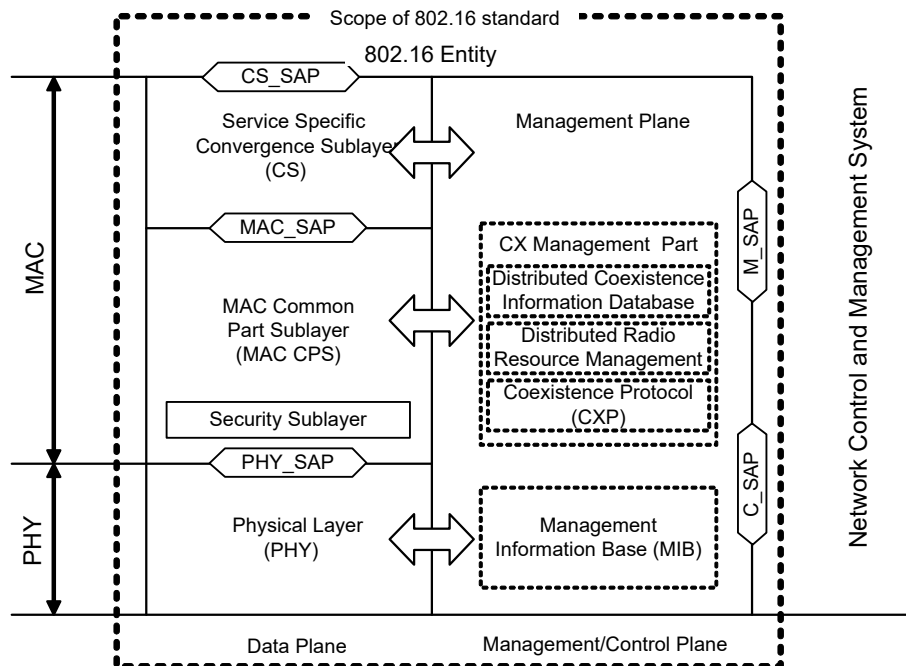 Scope of 802.16 standard
802.16 Entity
CS_SAP
Service Specific
Convergence Sublayer
(CS)
Management Plane
MAC_SAP
CX Management Part
Distributed Coexistence
Information Database
MAC Common
Part Sublayer
(MAC CPS)
Distributed Radio
Resource Management
Coexistence Protocol
(CXP)
Security Sublayer
PHY_SAP
Physical Layer
(PHY)
Management
Information Base (MIB)
Data Plane
Management/Control Plane
MAC
PHY
M_SAP
C_SAP
Network Control and Management System